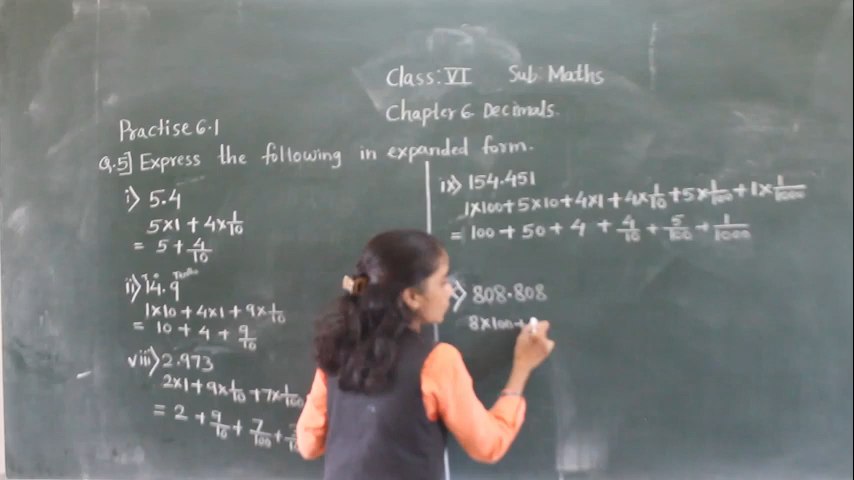 Class: VI Sub: Maths
Chapter 6 Decimals.
Practise 6.1
Q.5] Express the following in expanded form.
i) 5.4
5×1 + 4×1/10
= 5 + 4/10
ii) 14.9
1×10 + 4×1 + 9×1/10
= 10 + 4 + 9/10
viii) 2.973
2×1 + 9×1/10 + 7×1/100
= 2 + 9/10 + 7/100 +
ix) 154.451
1×100 + 5×10 + 4×1 + 4×1/10 + 5×1/100 + 1×1/1000
= 100 + 50 + 4 + 4/10 + 5/100 + 1/1000
808.808
8×100+